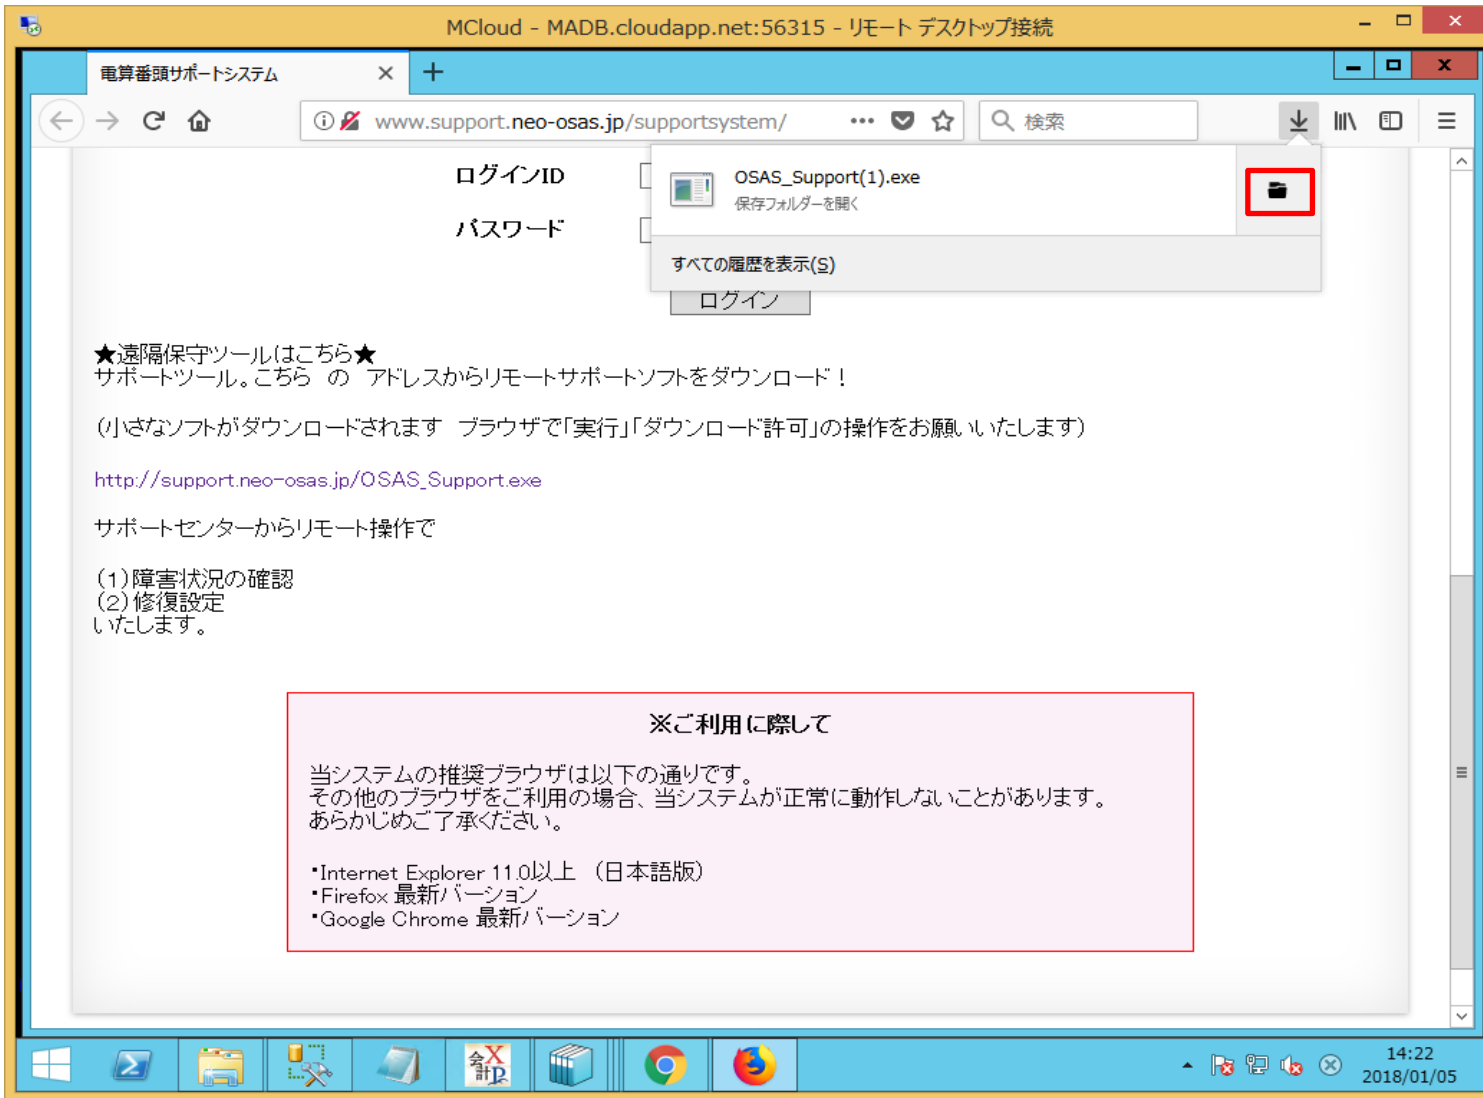 MCloud - MADB.cloudapp.net:56315 - リモート デスクトップ接続
電算番頭サポートシステム
www.support.neo-osas.jp/supportsystem/
検索
ログインID
OSAS_Support(1).exe
保存フォルダーを開く
パスワード
すべての履歴を表示(S)
ログイン
★遠隔保守ツールはこちら★
サポートツール。こちら の アドレスからリモートサポートソフトをダウンロード!
(小さなソフトがダウンロードされます ブラウザで「実行」「ダウンロード許可」の操作をお願いいたします)
http://support.neo-osas.jp/OSAS_Support.exe
サポートセンターからリモート操作で
(1)障害状況の確認
(2)修復設定
いたします。
※ご利用に際して
当システムの推奨ブラウザは以下の通りです。
その他のブラウザをご利用の場合、当システムが正常に動作しないことがあります。
あらかじめご了承ください。
・Internet Explorer 11.0以上 (日本語版)
・Firefox 最新バージョン
・Google Chrome 最新バージョン
会計XP
14:22
2018/01/05